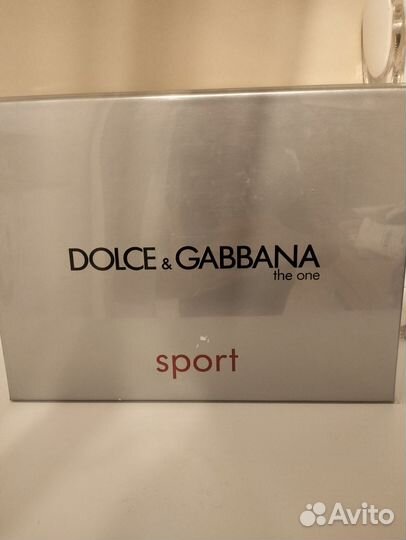 DOLCE & GABBANA
the one
sport
Avito